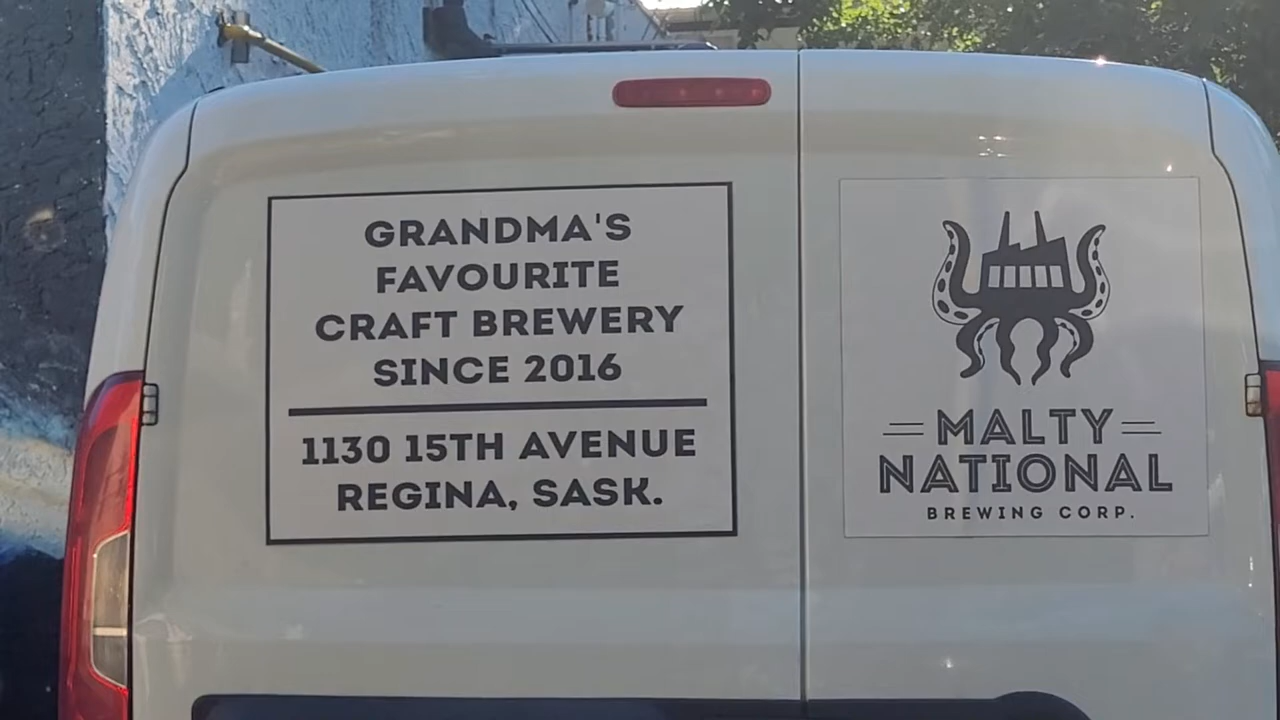 GRANDMA'S
FAVOURITE
CRAFT BREWERY
SINCE 2016
1130 15TH AVENUE
REGINA, SASK.
MALTY
NATIONAL
BREWING CORP.